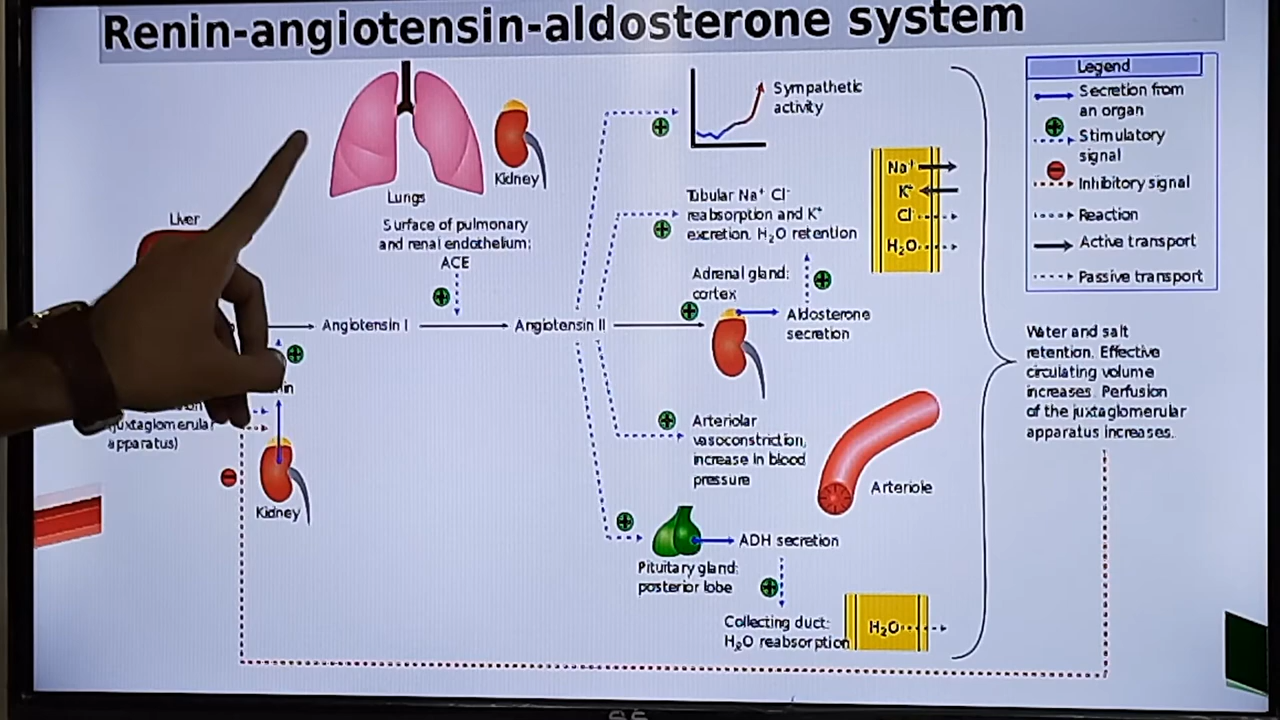 Renin-angiotensin-aldosterone system
Legend
Secretion from
an organ
Stimulatory
signal
Inhibitory signal
Reaction
Active transport
Passive transport
Lungs
Kidney
Surface of pulmonary
and renal endothelium:
ACE
Liver
Angiotensin I
Angiotensin II
(juxtaglomerular
apparatus)
Kidney
Sympathetic
activity
Tubular Na⁺ Cl⁻
reabsorption and K⁺
excretion. H₂O retention
Adrenal gland:
cortex
Aldosterone
secretion
Arteriolar
vasoconstriction,
increase in blood
pressure
Arteriole
Pituitary gland:
posterior lobe
ADH secretion
Collecting duct:
H₂O reabsorption
H₂O
Na⁺
K⁺
Cl⁻
H₂O
Water and salt
retention. Effective
circulating volume
increases. Perfusion
of the juxtaglomerular
apparatus increases.